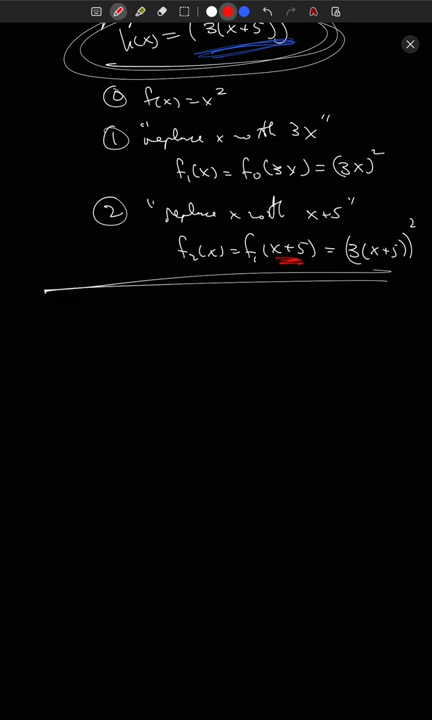 h(x) = (3(x+5))
⓪ f(x) = x²
① "replace x with 3x"
f₁(x) = f₀(3x) = (3x)²
② "replace x with x+5"
f₂(x) = f₁(x+5) = (3(x+5))²